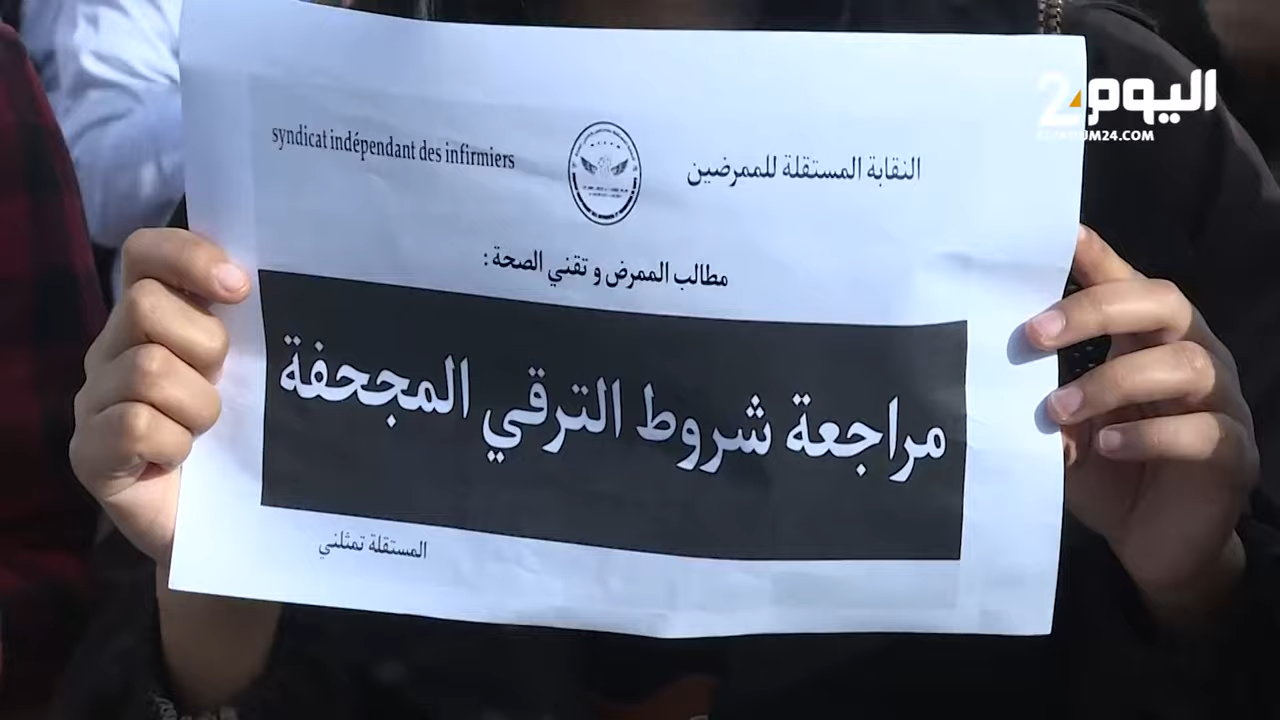 اليوم 24
ALYAOUM24.COM
النقابة المستقلة للممرضين
syndicat indépendant des infirmiers
مطالب الممرض و تقني الصحة :
مراجعة شروط الترقي المجحفة
المستقلة تمثلني